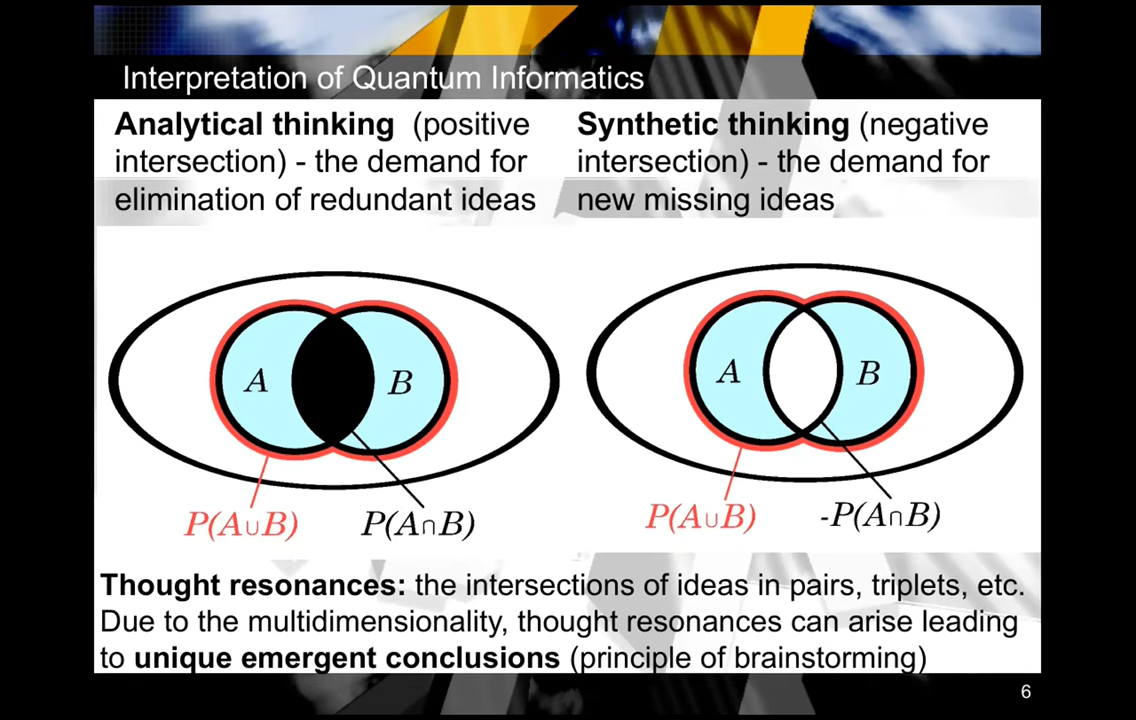 Interpretation of Quantum Informatics
Analytical thinking (positive
intersection) - the demand for
elimination of redundant ideas
Synthetic thinking (negative
intersection) - the demand for
new missing ideas
A
B
P(A∪B)
P(A∩B)
A
B
P(A∪B)
-P(A∩B)
Thought resonances: the intersections of ideas in pairs, triplets, etc.
Due to the multidimensionality, thought resonances can arise leading
to unique emergent conclusions (principle of brainstorming)
6